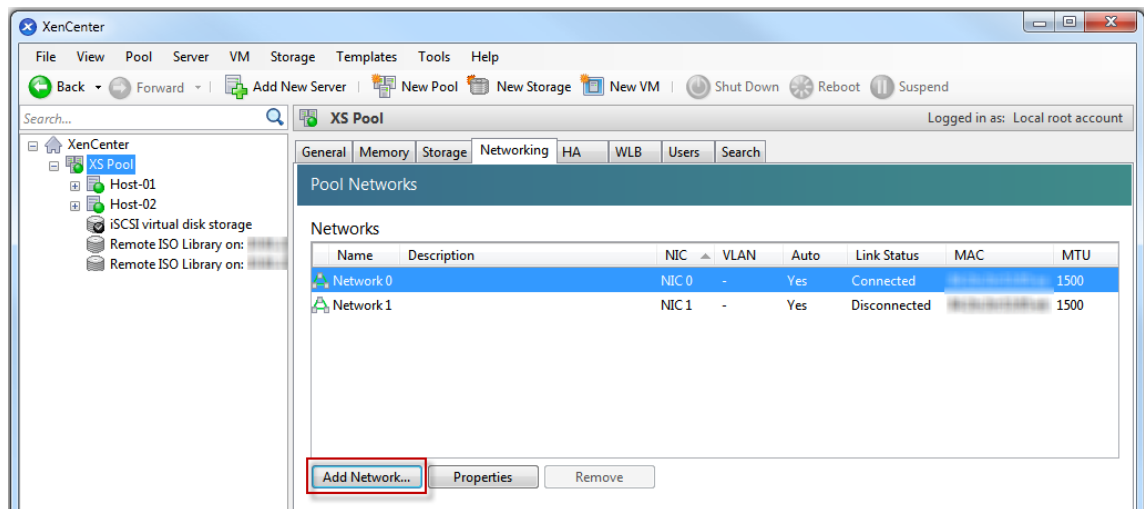 XenCenter
File View Pool Server VM Storage Templates Tools Help
Back Forward Add New Server New Pool New Storage New VM Shut Down Reboot Suspend
Search...
XS Pool
Logged in as: Local root account
XenCenter
XS Pool
Host-01
Host-02
iSCSI virtual disk storage
Remote ISO Library on:
Remote ISO Library on:
General Memory Storage Networking HA WLB Users Search
Pool Networks
Networks
Name Description NIC VLAN Auto Link Status MAC MTU
Network 0 NIC 0 - Yes Connected 1500
Network 1 NIC 1 - Yes Disconnected 1500
Add Network... Properties Remove